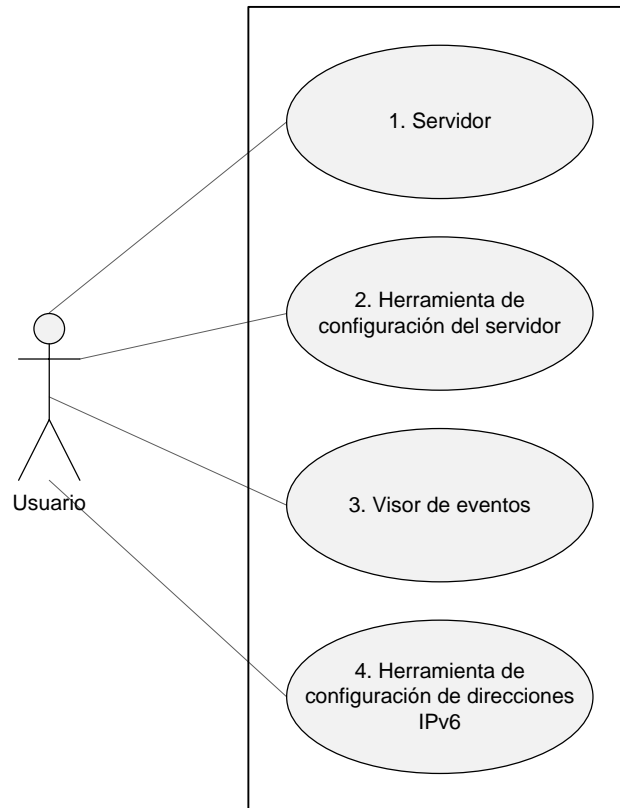 1. Servidor
2. Herramienta de
configuración del servidor
3. Visor de eventos
Usuario
4. Herramienta de
configuración de direcciones
IPv6